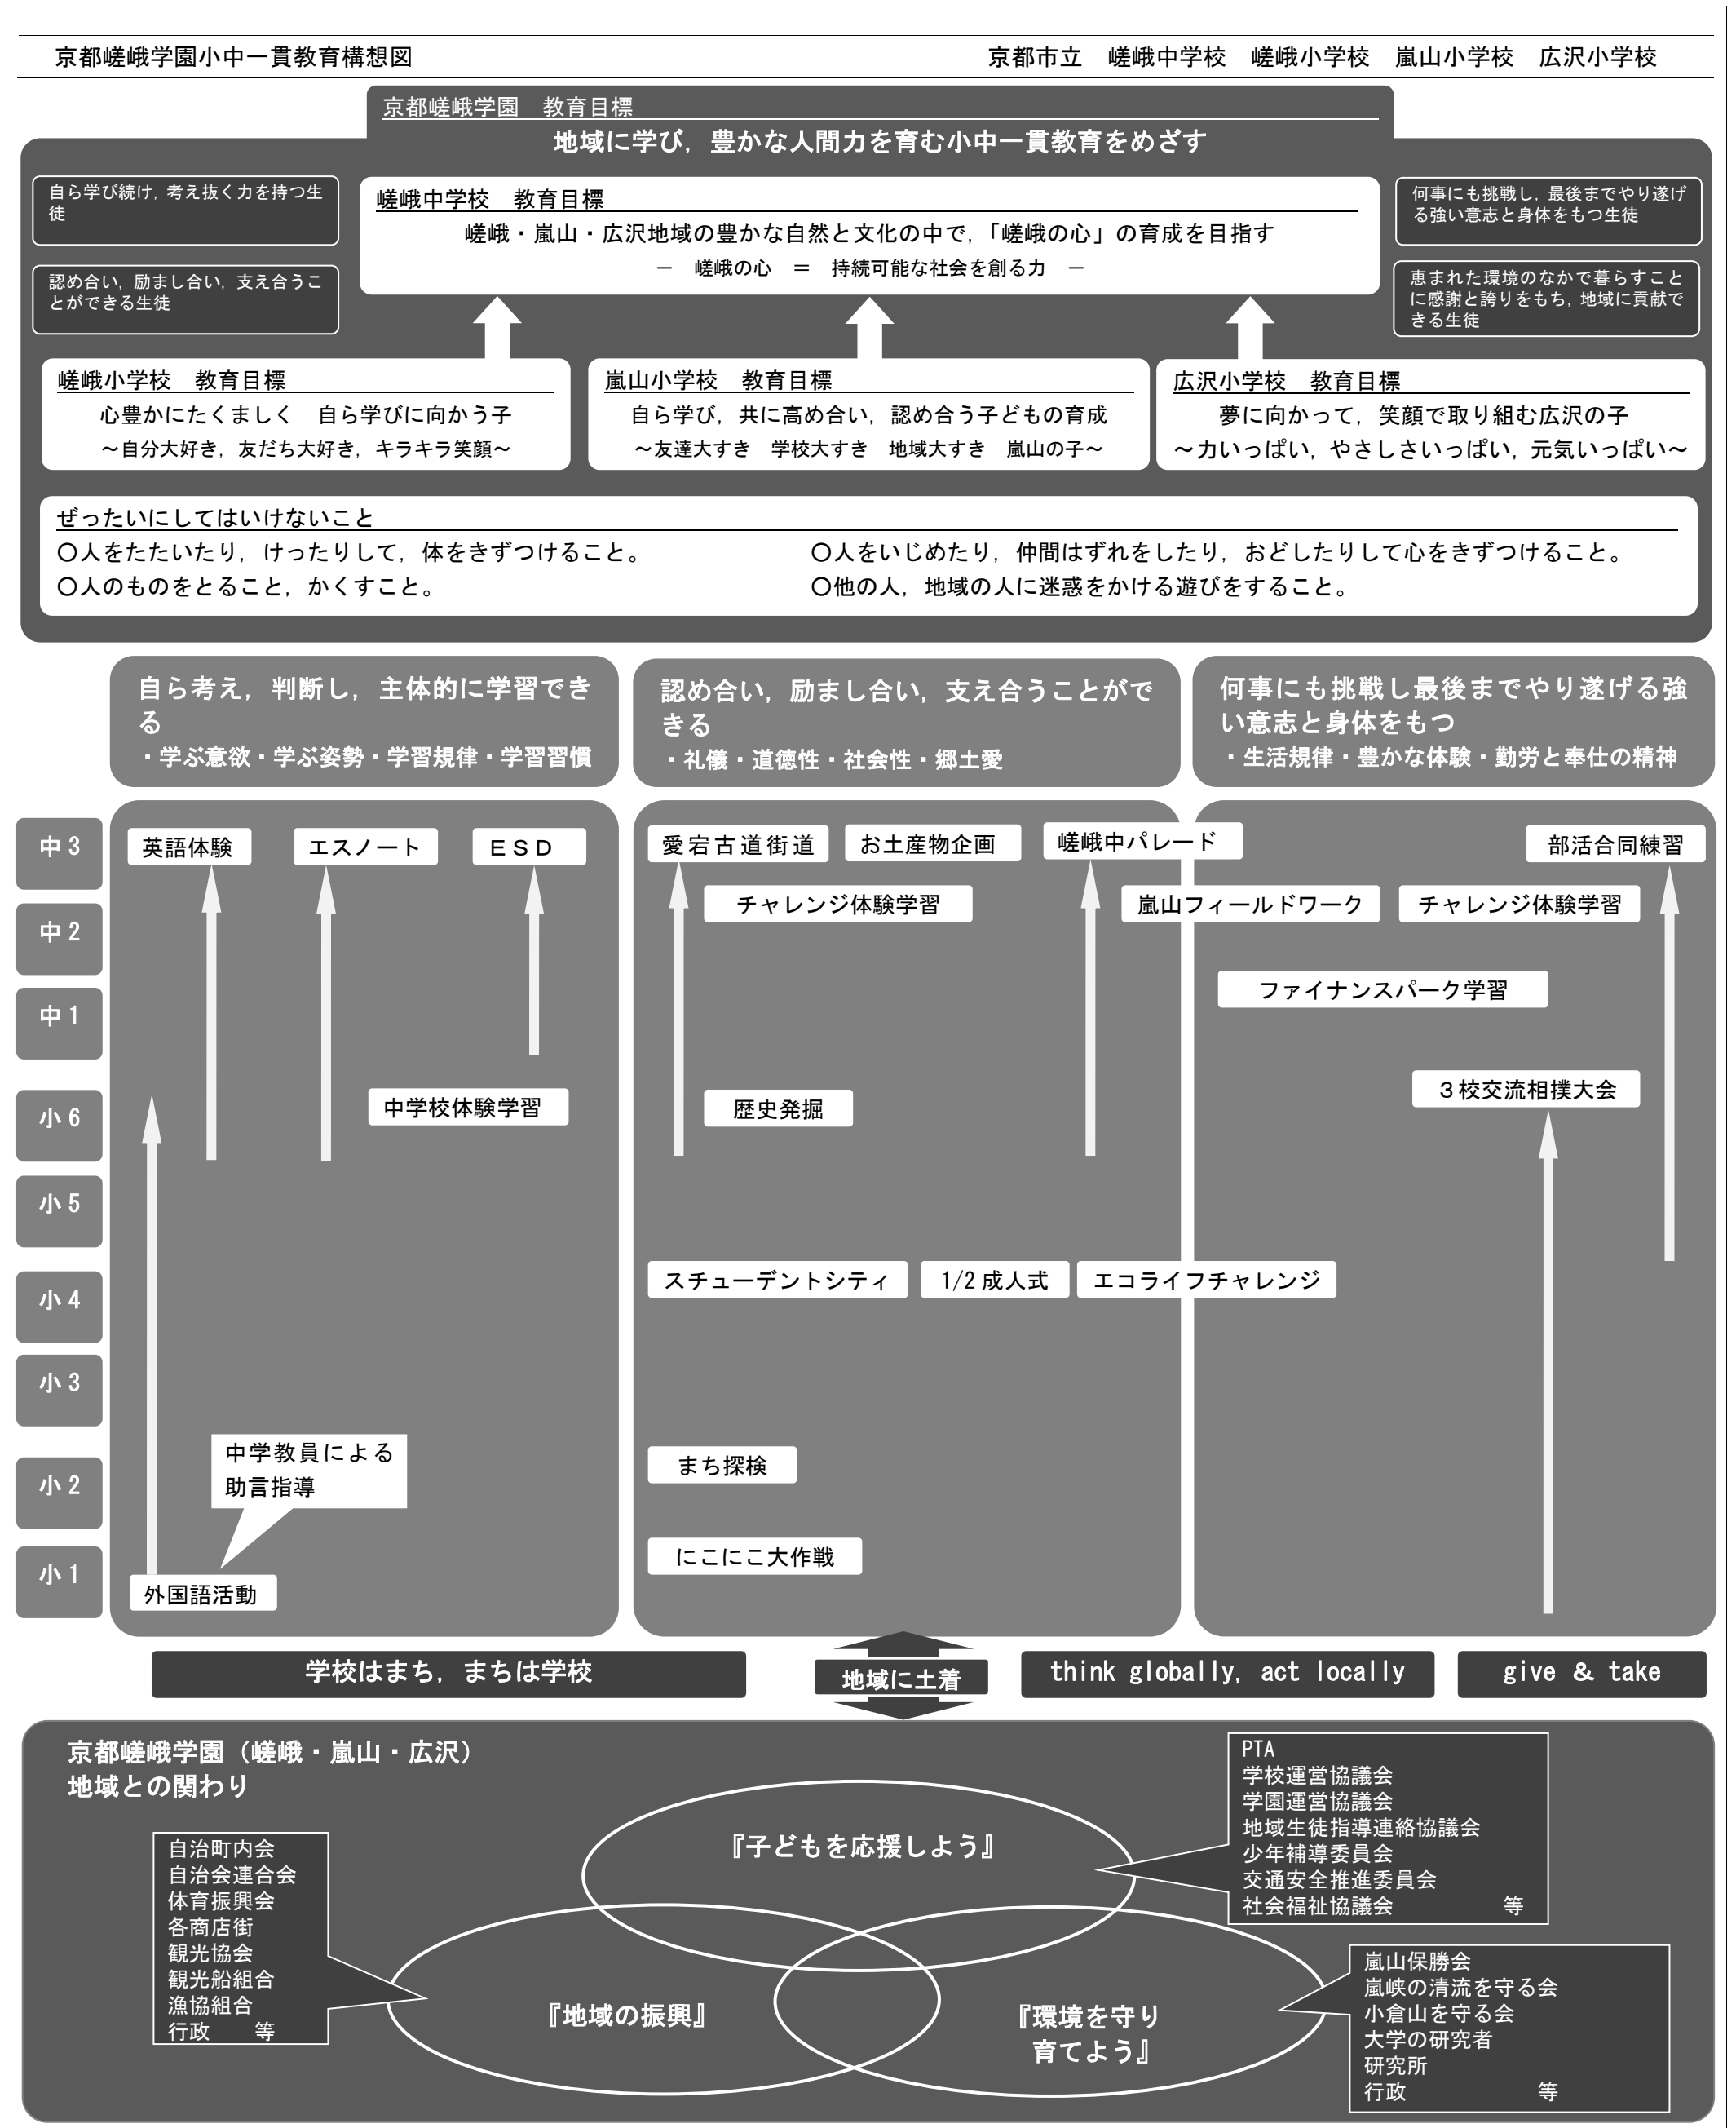 京都嵯峨学園小中一貫教育構想図
京都市立　嵯峨中学校　嵯峨小学校　嵐山小学校　広沢小学校
京都嵯峨学園　教育目標
地域に学び，豊かな人間力を育む小中一貫教育をめざす
自ら学び続け，考え抜く力を持つ生
徒
認め合い，励まし合い，支え合うこ
とができる生徒
嵯峨中学校　教育目標
嵯峨・嵐山・広沢地域の豊かな自然と文化の中で，「嵯峨の心」の育成を目指す
－　嵯峨の心　＝　持続可能な社会を創る力　－
何事にも挑戦し，最後までやり遂げ
る強い意志と身体をもつ生徒
恵まれた環境のなかで暮らすこと
に感謝と誇りをもち，地域に貢献で
きる生徒
嵯峨小学校　教育目標
心豊かにたくましく　自ら学びに向かう子
～自分大好き，友だち大好き，キラキラ笑顔～
嵐山小学校　教育目標
自ら学び，共に高め合い，認め合う子どもの育成
～友達大すき　学校大すき　地域大すき　嵐山の子～
広沢小学校　教育目標
夢に向かって，笑顔で取り組む広沢の子
～力いっぱい，やさしさいっぱい，元気いっぱい～
ぜったいにしてはいけないこと
○人をたたいたり，けったりして，体をきずつけること。
○人をいじめたり，仲間はずれをしたり，おどしたりして心をきずつけること。
○人のものをとること，かくすこと。
○他の人，地域の人に迷惑をかける遊びをすること。
自ら考え，判断し，主体的に学習でき
る
・学ぶ意欲・学ぶ姿勢・学習規律・学習習慣
認め合い，励まし合い，支え合うことがで
きる
・礼儀・道徳性・社会性・郷土愛
何事にも挑戦し最後までやり遂げる強
い意志と身体をもつ
・生活規律・豊かな体験・勤労と奉仕の精神
中3
英語体験
エスノート
ＥＳＤ
愛宕古道街道
お土産物企画
嵯峨中パレード
部活合同練習
チャレンジ体験学習
嵐山フィールドワーク
チャレンジ体験学習
中2
ファイナンスパーク学習
中1
３校交流相撲大会
小6
中学校体験学習
歴史発掘
小5
スチューデントシティ
1/2成人式
エコライフチャレンジ
小4
小3
中学教員による
助言指導
まち探検
小2
にこにこ大作戦
小1
外国語活動
学校はまち，まちは学校
地域に土着
think globally, act locally
give & take
京都嵯峨学園（嵯峨・嵐山・広沢）
地域との関わり
PTA
学校運営協議会
学園運営協議会
地域生徒指導連絡協議会
少年補導委員会
交通安全推進委員会
社会福祉協議会　　　　　等
『子どもを応援しよう』
自治町内会
自治会連合会
体育振興会
各商店街
観光協会
観光船組合
漁協組合
行政　　等
『地域の振興』
『環境を守り
育てよう』
嵐山保勝会
嵐峡の清流を守る会
小倉山を守る会
大学の研究者
研究所
行政　　　　　　等